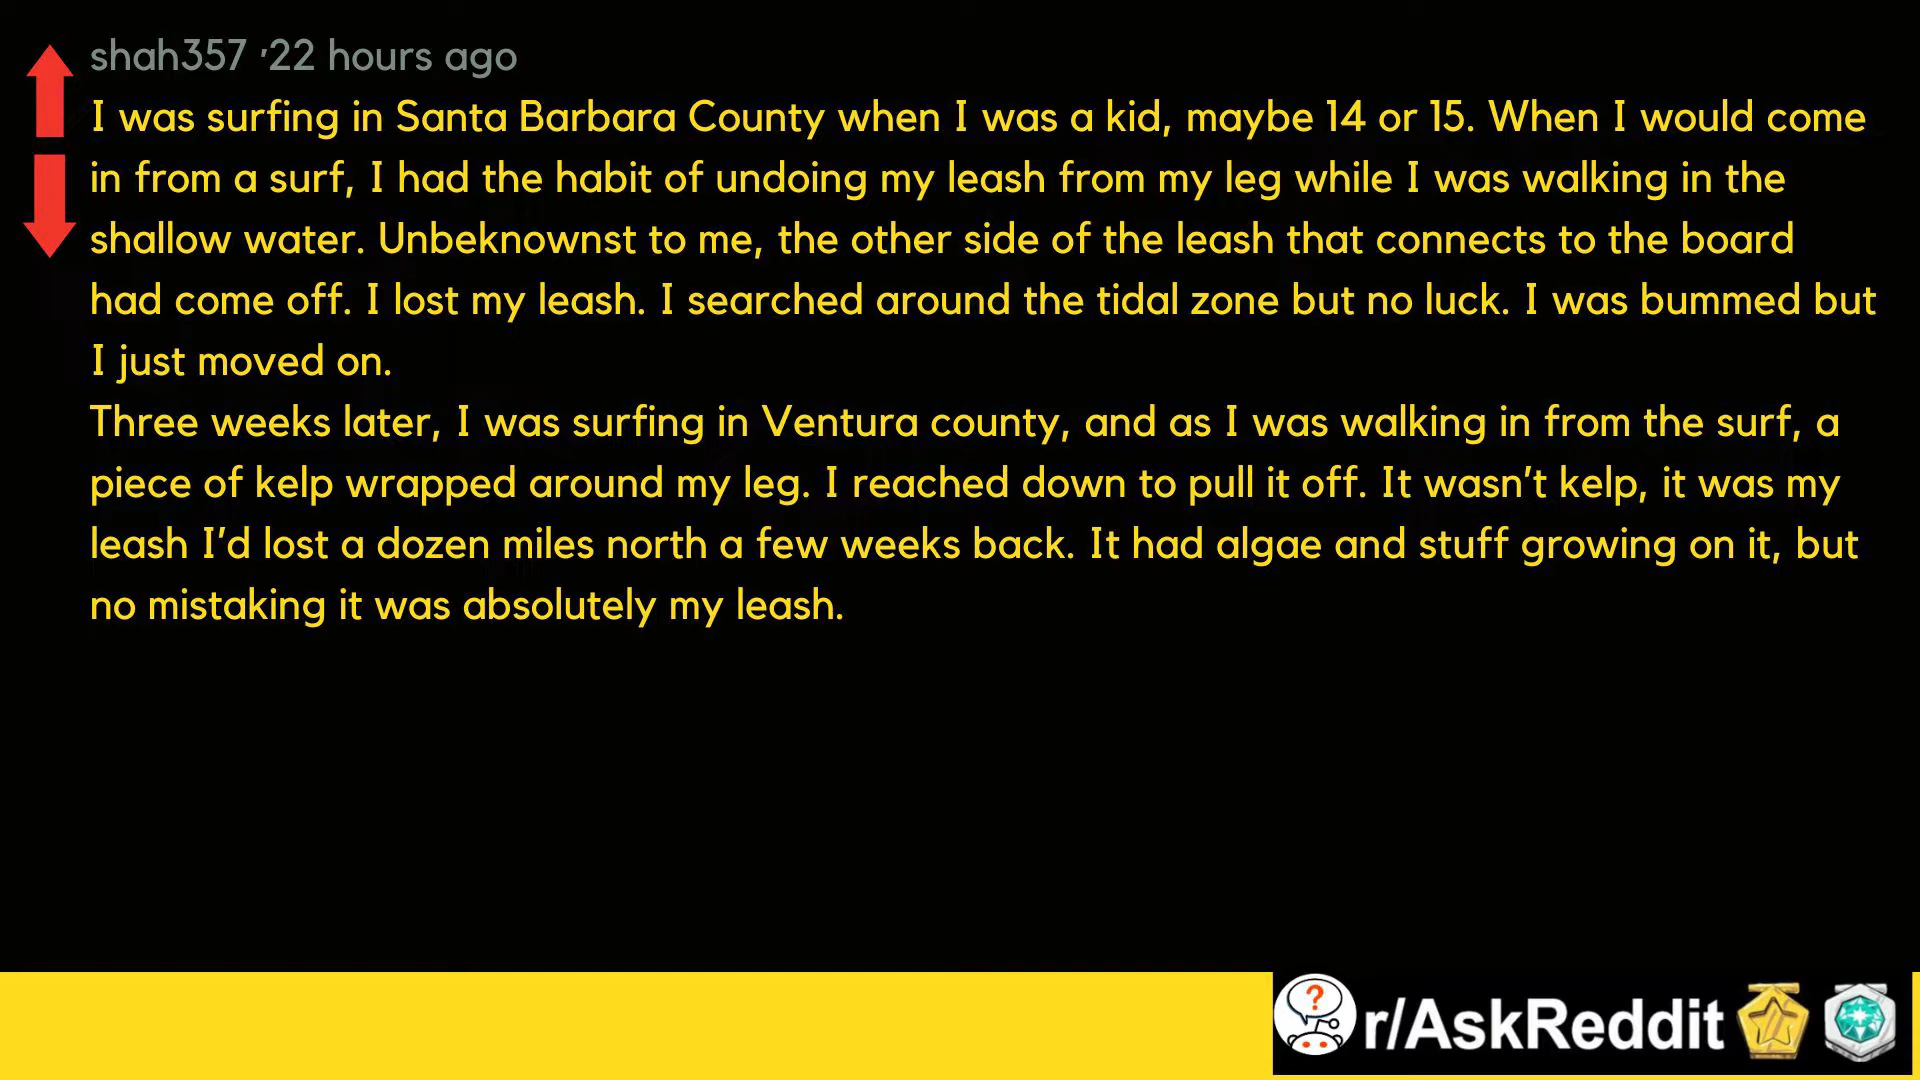 shah357 ·22 hours ago
I was surfing in Santa Barbara County when I was a kid, maybe 14 or 15. When I would come
in from a surf, I had the habit of undoing my leash from my leg while I was walking in the
shallow water. Unbeknownst to me, the other side of the leash that connects to the board
had come off. I lost my leash. I searched around the tidal zone but no luck. I was bummed but
I just moved on.
Three weeks later, I was surfing in Ventura county, and as I was walking in from the surf, a
piece of kelp wrapped around my leg. I reached down to pull it off. It wasn’t kelp, it was my
leash I’d lost a dozen miles north a few weeks back. It had algae and stuff growing on it, but
no mistaking it was absolutely my leash.
?
r/AskReddit